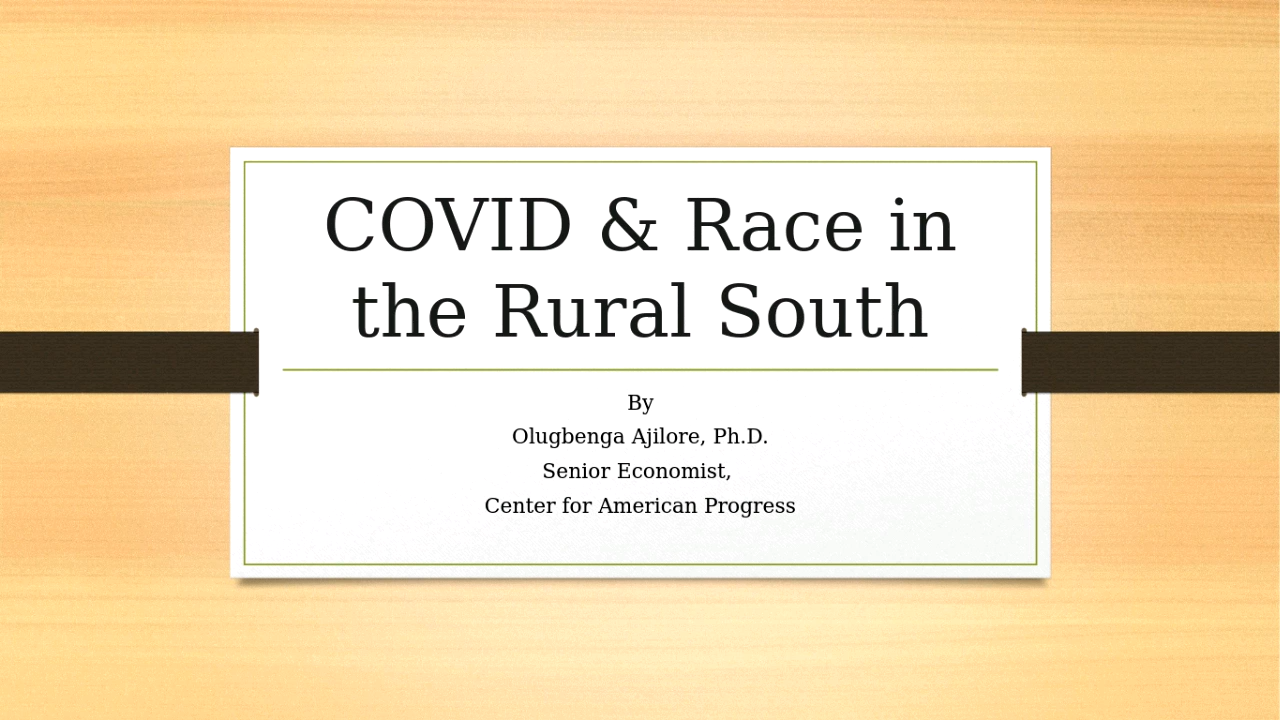 COVID & Race in
the Rural South
By
Olugbenga Ajilore, Ph.D.
Senior Economist,
Center for American Progress